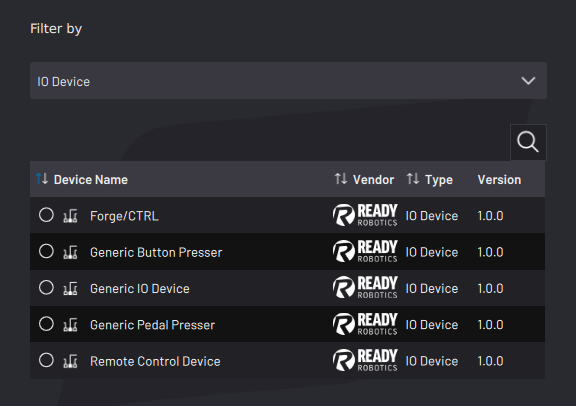 Filter by
IO Device
Device Name Vendor Type Version
Forge/CTRL READY ROBOTICS IO Device 1.0.0
Generic Button Presser READY ROBOTICS IO Device 1.0.0
Generic IO Device READY ROBOTICS IO Device 1.0.0
Generic Pedal Presser READY ROBOTICS IO Device 1.0.0
Remote Control Device READY ROBOTICS IO Device 1.0.0